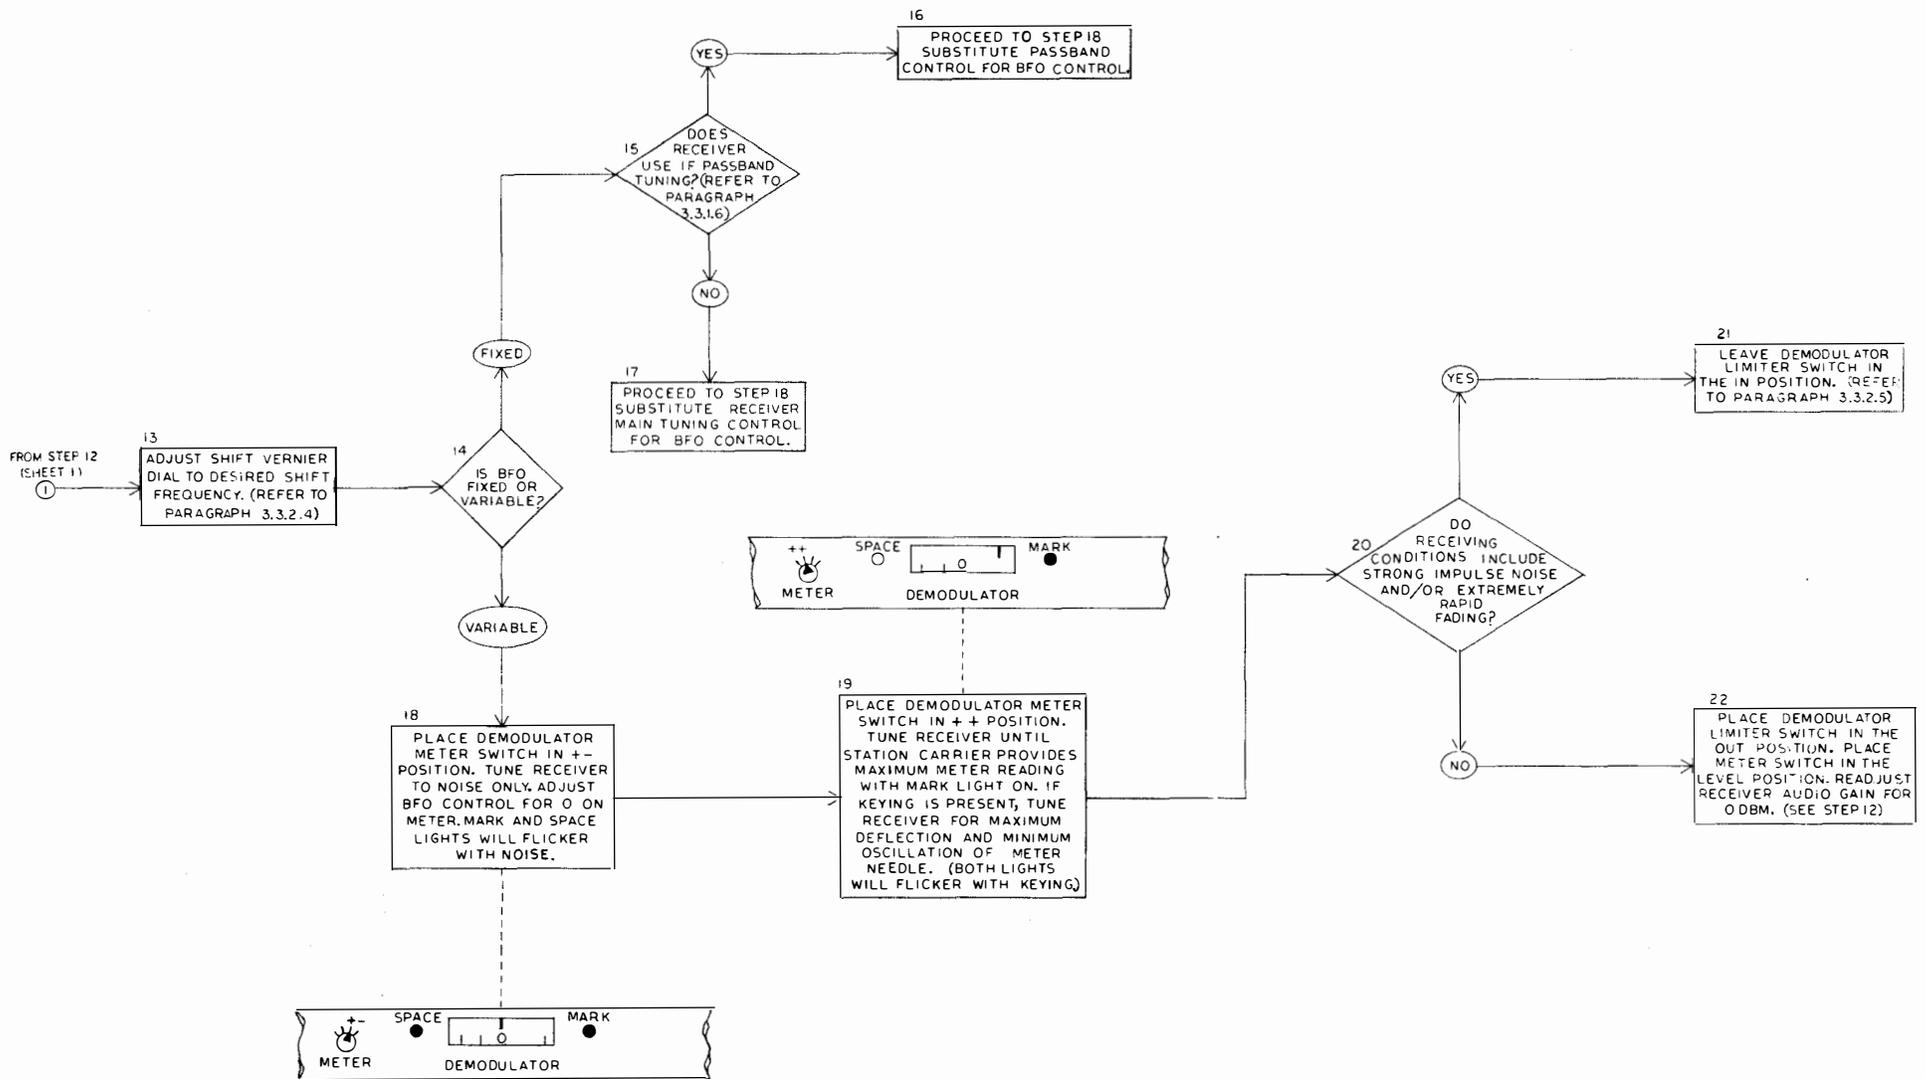 FROM STEP 12
(SHEET 1)
1
13
ADJUST SHIFT VERNIER
DIAL TO DESIRED SHIFT
FREQUENCY. (REFER TO
PARAGRAPH 3.3.2.4)
14
IS BFO
FIXED OR
VARIABLE?
FIXED
15
DOES
RECEIVER
USE IF PASSBAND
TUNING? (REFER TO
PARAGRAPH
3.3.1.6)
YES
16
PROCEED TO STEP 18
SUBSTITUTE PASSBAND
CONTROL FOR BFO CONTROL.
NO
17
PROCEED TO STEP 18
SUBSTITUTE RECEIVER
MAIN TUNING CONTROL
FOR BFO CONTROL.
VARIABLE
18
PLACE DEMODULATOR
METER SWITCH IN +-
POSITION. TUNE RECEIVER
TO NOISE ONLY. ADJUST
BFO CONTROL FOR 0 ON
METER. MARK AND SPACE
LIGHTS WILL FLICKER
WITH NOISE.
+-
SPACE
0
MARK
METER
DEMODULATOR
++
SPACE
0
MARK
METER
DEMODULATOR
19
PLACE DEMODULATOR METER
SWITCH IN + + POSITION.
TUNE RECEIVER UNTIL
STATION CARRIER PROVIDES
MAXIMUM METER READING
WITH MARK LIGHT ON. IF
KEYING IS PRESENT, TUNE
RECEIVER FOR MAXIMUM
DEFLECTION AND MINIMUM
OSCILLATION OF METER
NEEDLE. (BOTH LIGHTS
WILL FLICKER WITH KEYING.)
20
DO
RECEIVING
CONDITIONS INCLUDE
STRONG IMPULSE NOISE
AND/OR EXTREMELY
RAPID
FADING?
YES
21
LEAVE DEMODULATOR
LIMITER SWITCH IN
THE IN POSITION. (REFER
TO PARAGRAPH 3.3.2.5)
NO
22
PLACE DEMODULATOR
LIMITER SWITCH IN THE
OUT POSITION. PLACE
METER SWITCH IN THE
LEVEL POSITION. READJUST
RECEIVER AUDIO GAIN FOR
0 DBM. (SEE STEP 12)